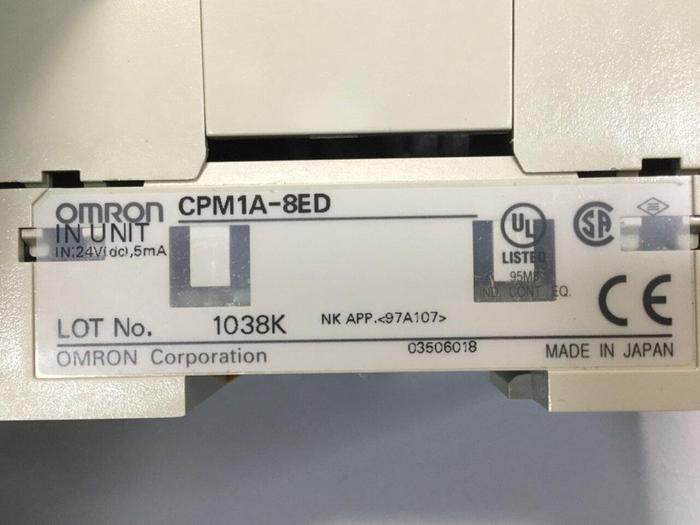 OMRON CPM1A-8ED
IN UNIT
IN:24V(dc),5mA
UL
LISTED
IND. CONT. EQ.
SA
CE
LOT No. 1038K NK APP.<97A107>
OMRON Corporation 03506018 MADE IN JAPAN